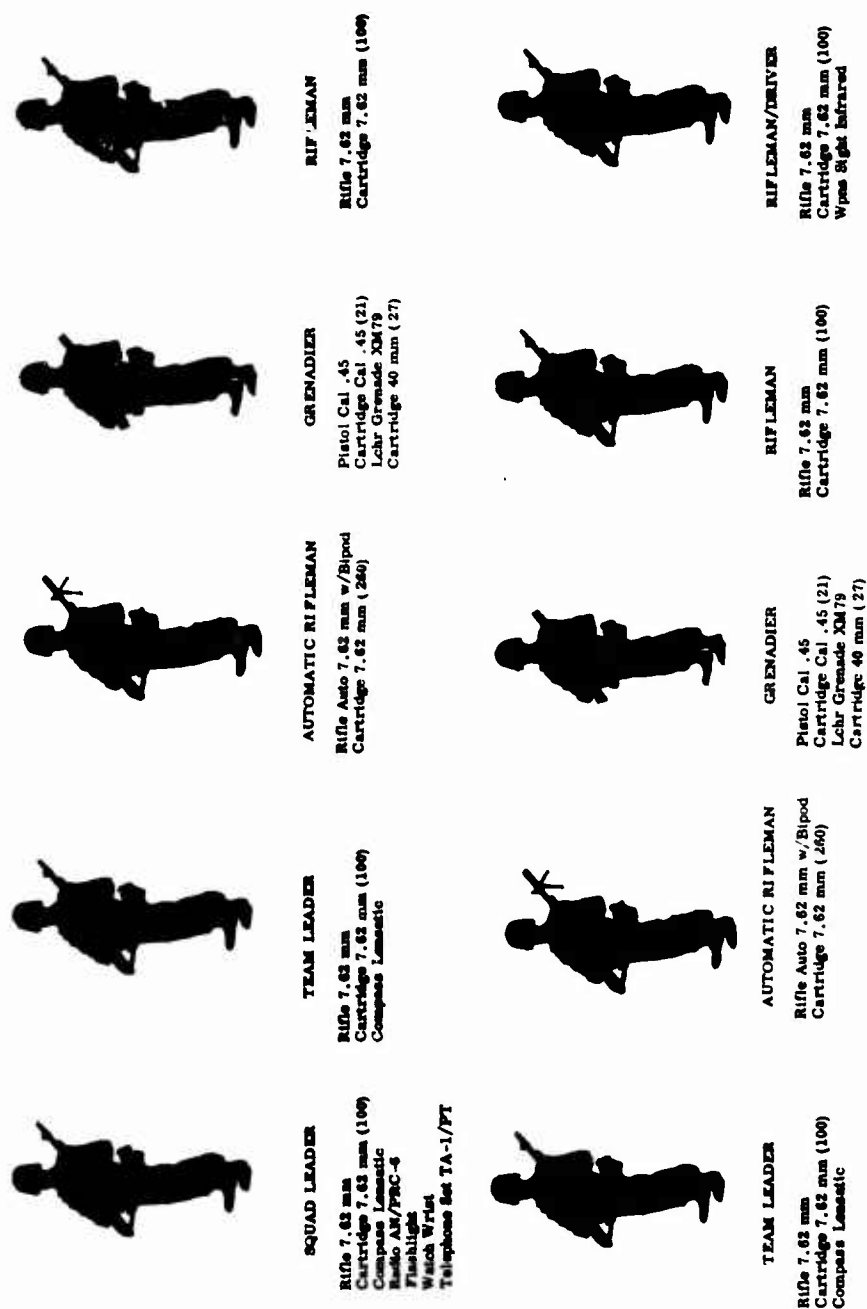 SQUAD LEADER
Rifle 7.62 mm
Cartridge 7.62 mm (100)
Compass Lensatic
Radio AN/PRC-6
Flashlight
Watch Wrist
Telephone Set TA-1/PT
TEAM LEADER
Rifle 7.62 mm
Cartridge 7.62 mm (100)
Compass Lensatic
AUTOMATIC RIFLEMAN
Rifle Auto 7.62 mm w/Bipod
Cartridge 7.62 mm (260)
GRENADIER
Pistol Cal .45
Cartridge Cal .45 (21)
Lchr Grenade XM79
Cartridge 40 mm (27)
RIFLEMAN
Rifle 7.62 mm
Cartridge 7.62 mm (100)
TEAM LEADER
Rifle 7.62 mm
Cartridge 7.62 mm (100)
Compass Lensatic
AUTOMATIC RIFLEMAN
Rifle Auto 7.62 mm w/Bipod
Cartridge 7.62 mm (260)
GRENADIER
Pistol Cal .45
Cartridge Cal .45 (21)
Lchr Grenade XM79
Cartridge 40 mm (27)
RIFLEMAN
Rifle 7.62 mm
Cartridge 7.62 mm (100)
RIFLEMAN/DRIVER
Rifle 7.62 mm
Cartridge 7.62 mm (100)
Wpns Sight Infrared